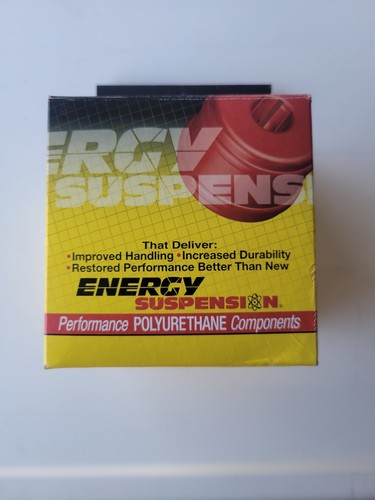 ERGY
SUSPENSI
That Deliver:
•Improved Handling •Increased Durability
•Restored Performance Better Than New
ENERGY
SUSPENSION®
Performance POLYURETHANE Components